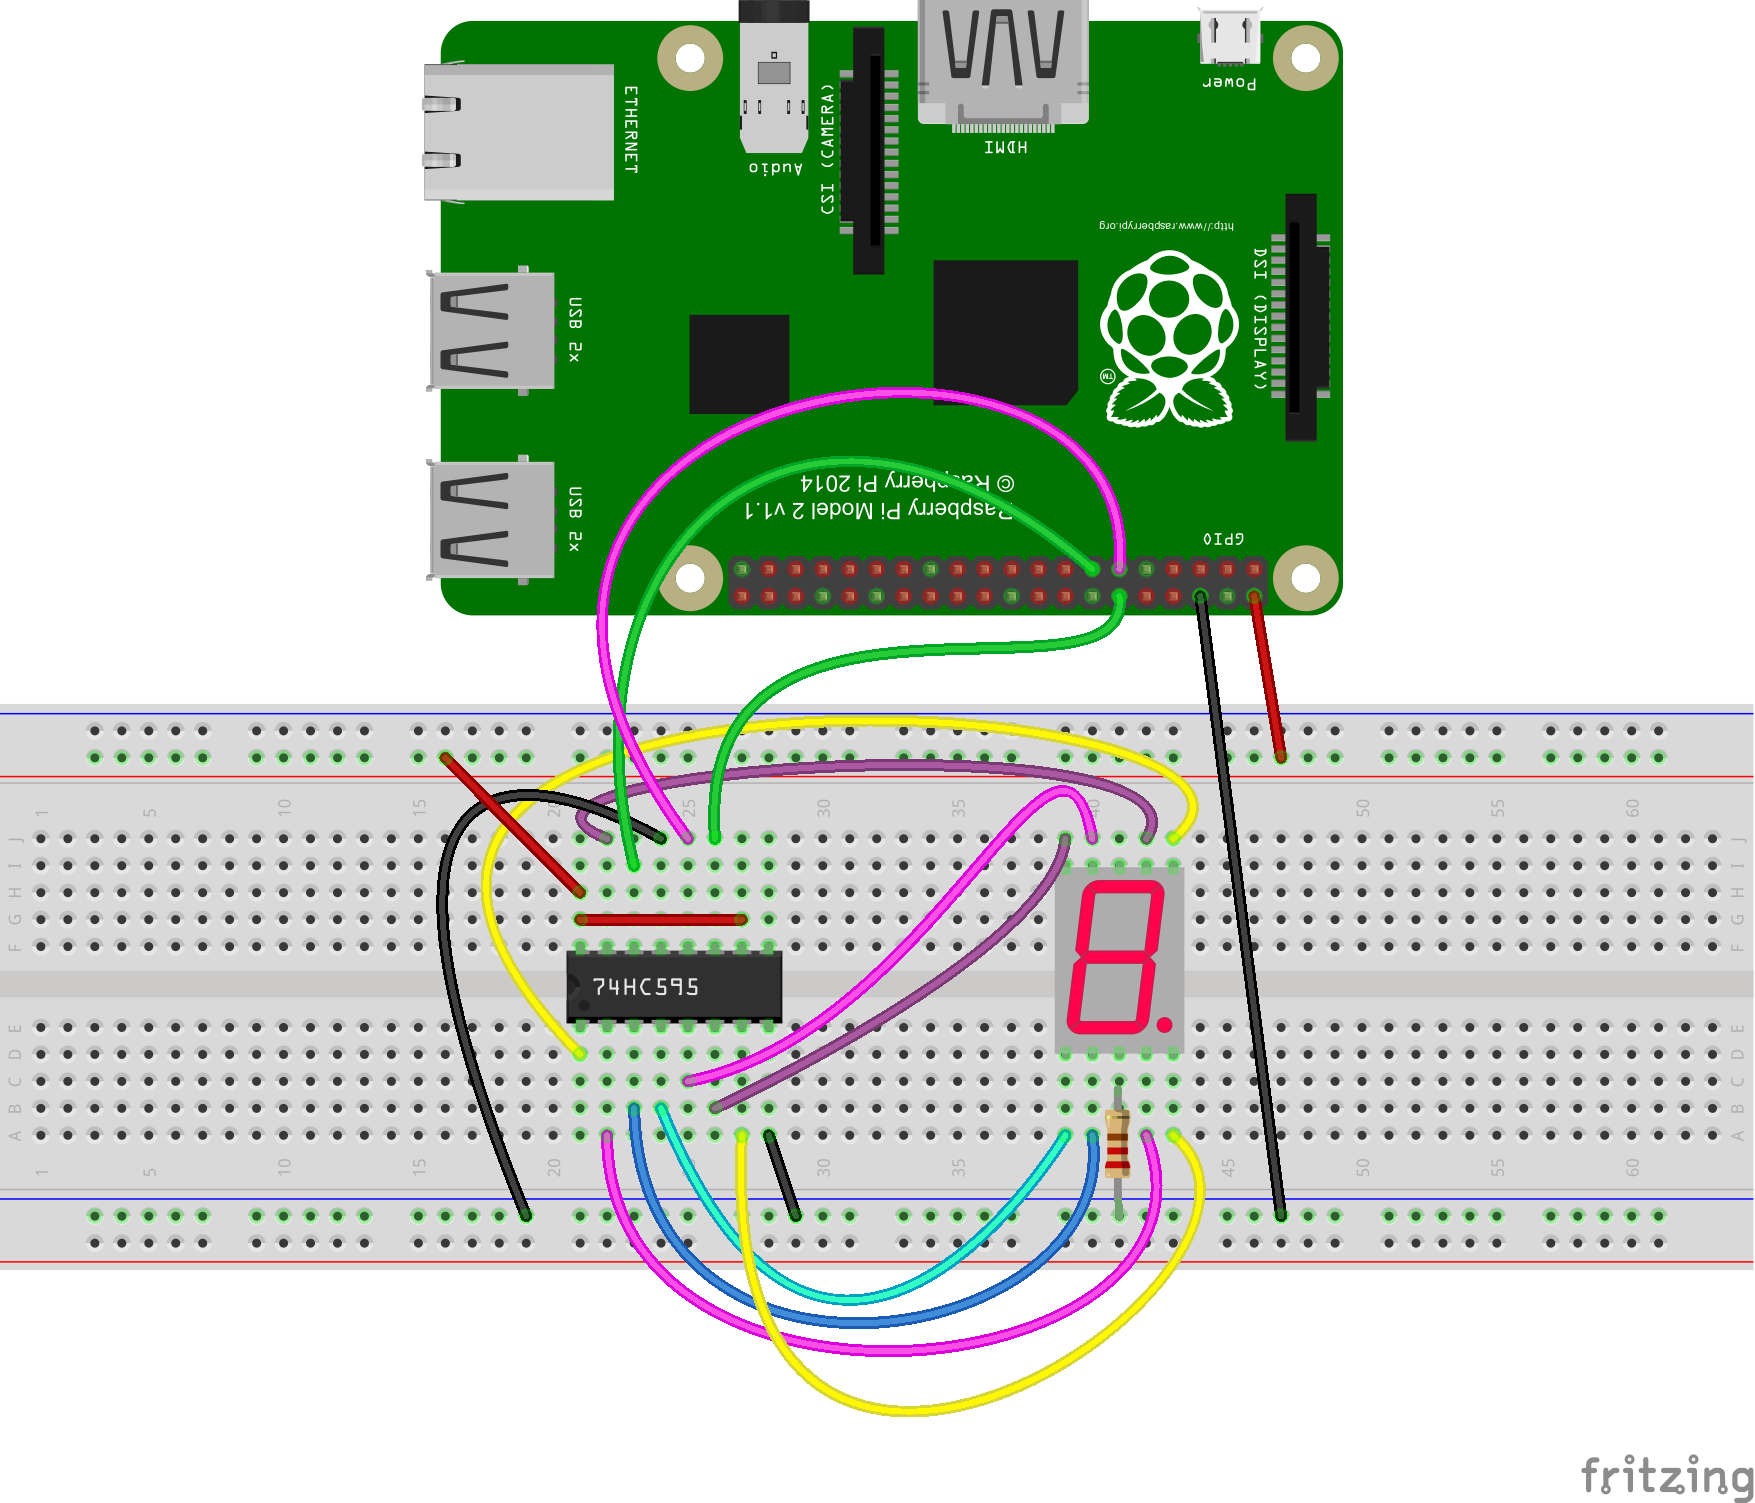 ETHERNET
Audio
CSI (CAMERA)
HDMI
Power
http://www.raspberrypi.org
DSI (DISPLAY)
TM
USB 2x
USB 2x
© Raspberry Pi 2014
Raspberry Pi Model 2 v1.1
GPIO
1 5 10 15 20 25 30 35 40 45 50 55 60
J J
I I
H H
G G
F F
74HC595
E E
D D
C C
B B
A A
1 5 10 15 20 25 30 35 40 45 50 55 60
fritzing